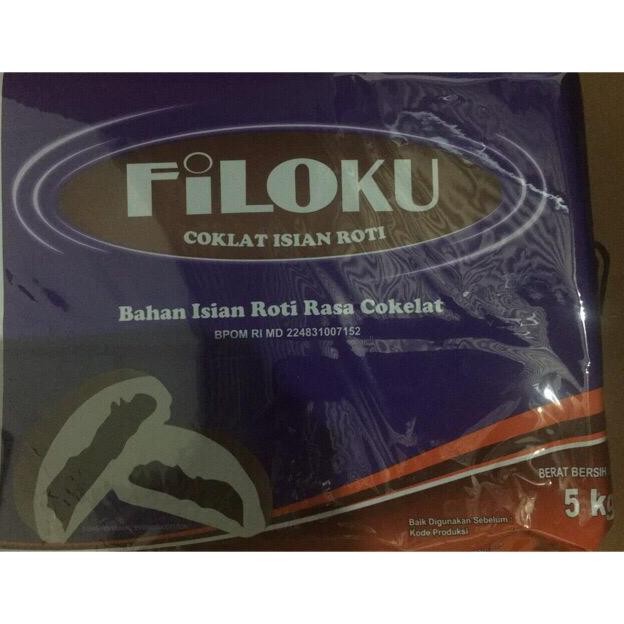 FiLOKU
COKLAT ISIAN ROTI
Bahan Isian Roti Rasa Cokelat
BPOM RI MD 224831007152
BERAT BERSIH
5 kg
Baik Digunakan Sebelum :
Kode Produksi